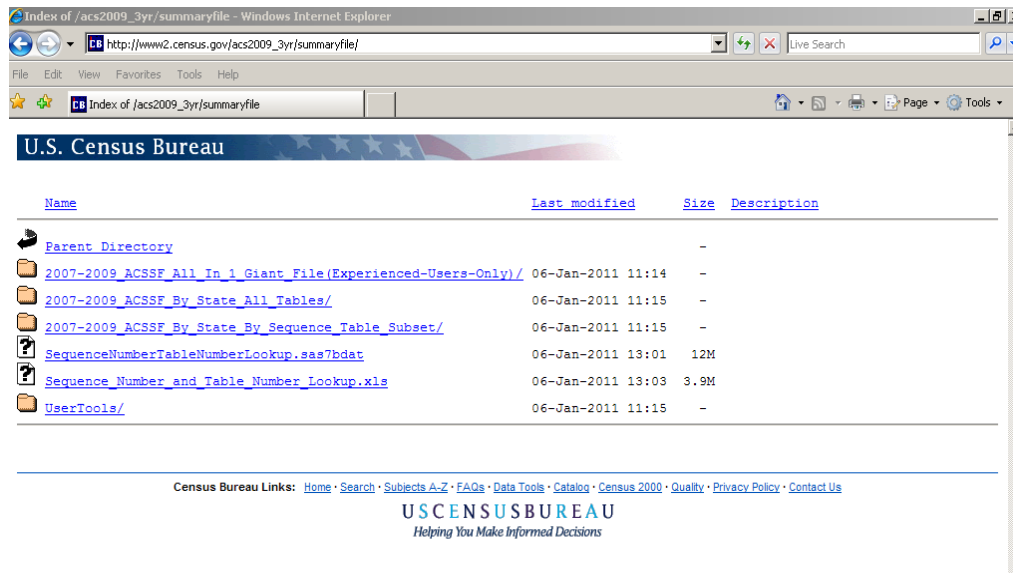 Index of /acs2009_3yr/summaryfile - Windows Internet Explorer
CB http://www2.census.gov/acs2009_3yr/summaryfile/ Live Search
File Edit View Favorites Tools Help
CB Index of /acs2009_3yr/summaryfile Page Tools
U.S. Census Bureau
Name Last modified Size Description
Parent Directory -
2007-2009_ACSSF_All_In_1_Giant_File(Experienced-Users-Only)/ 06-Jan-2011 11:14 -
2007-2009_ACSSF_By_State_All_Tables/ 06-Jan-2011 11:15 -
2007-2009_ACSSF_By_State_By_Sequence_Table_Subset/ 06-Jan-2011 11:15 -
SequenceNumberTableNumberLookup.sas7bdat 06-Jan-2011 13:01 12M
Sequence_Number_and_Table_Number_Lookup.xls 06-Jan-2011 13:03 3.9M
UserTools/ 06-Jan-2011 11:15 -
Census Bureau Links: Home · Search · Subjects A-Z · FAQs · Data Tools · Catalog · Census 2000 · Quality · Privacy Policy · Contact Us
USCENSUSBUREAU
Helping You Make Informed Decisions